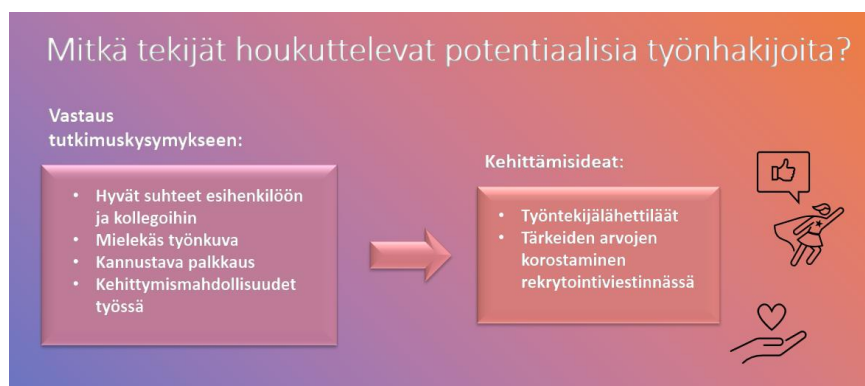 Mitkä tekijät houkuttelevat potentiaalisia työnhakijoita?
Vastaus
tutkimuskysymykseen:
• Hyvät suhteet esihenkilöön
ja kollegoihin
• Mielekäs työnkuva
• Kannustava palkkaus
• Kehittymismahdollisuudet
työssä
Kehittämisideat:
• Työntekijälähettiläät
• Tärkeiden arvojen
korostaminen
rekrytointiviestinnässä